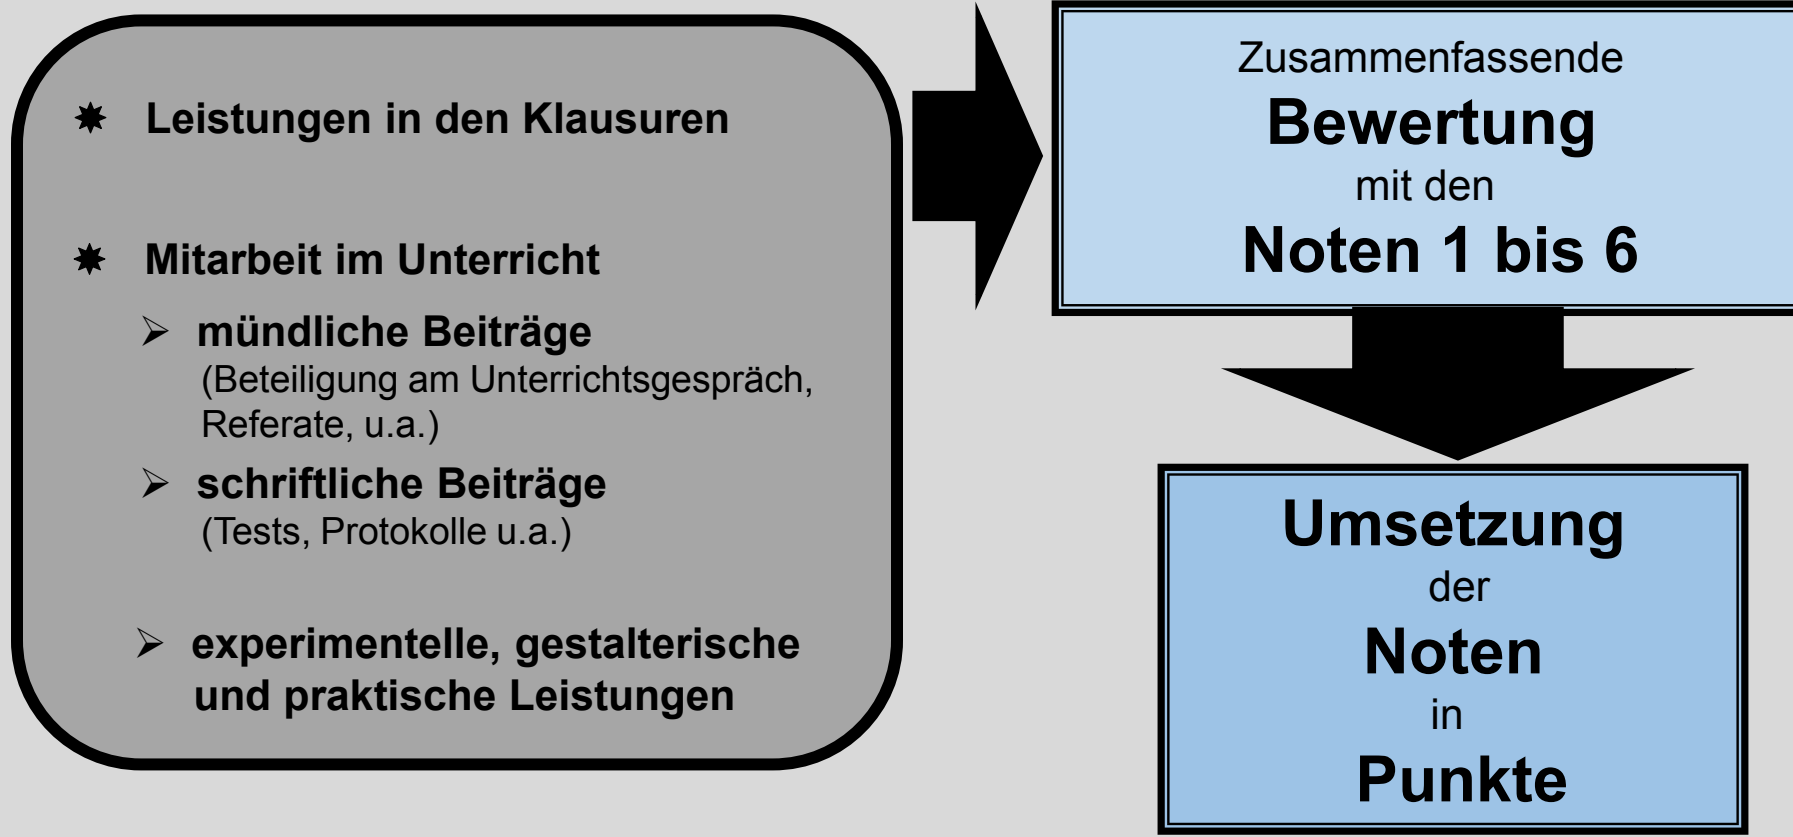 Leistungen in den Klausuren
Mitarbeit im Unterricht
mündliche Beiträge
(Beteiligung am Unterrichtsgespräch,
Referate, u.a.)
schriftliche Beiträge
(Tests, Protokolle u.a.)
experimentelle, gestalterische
und praktische Leistungen
Zusammenfassende
Bewertung
mit den
Noten 1 bis 6
Umsetzung
der
Noten
in
Punkte